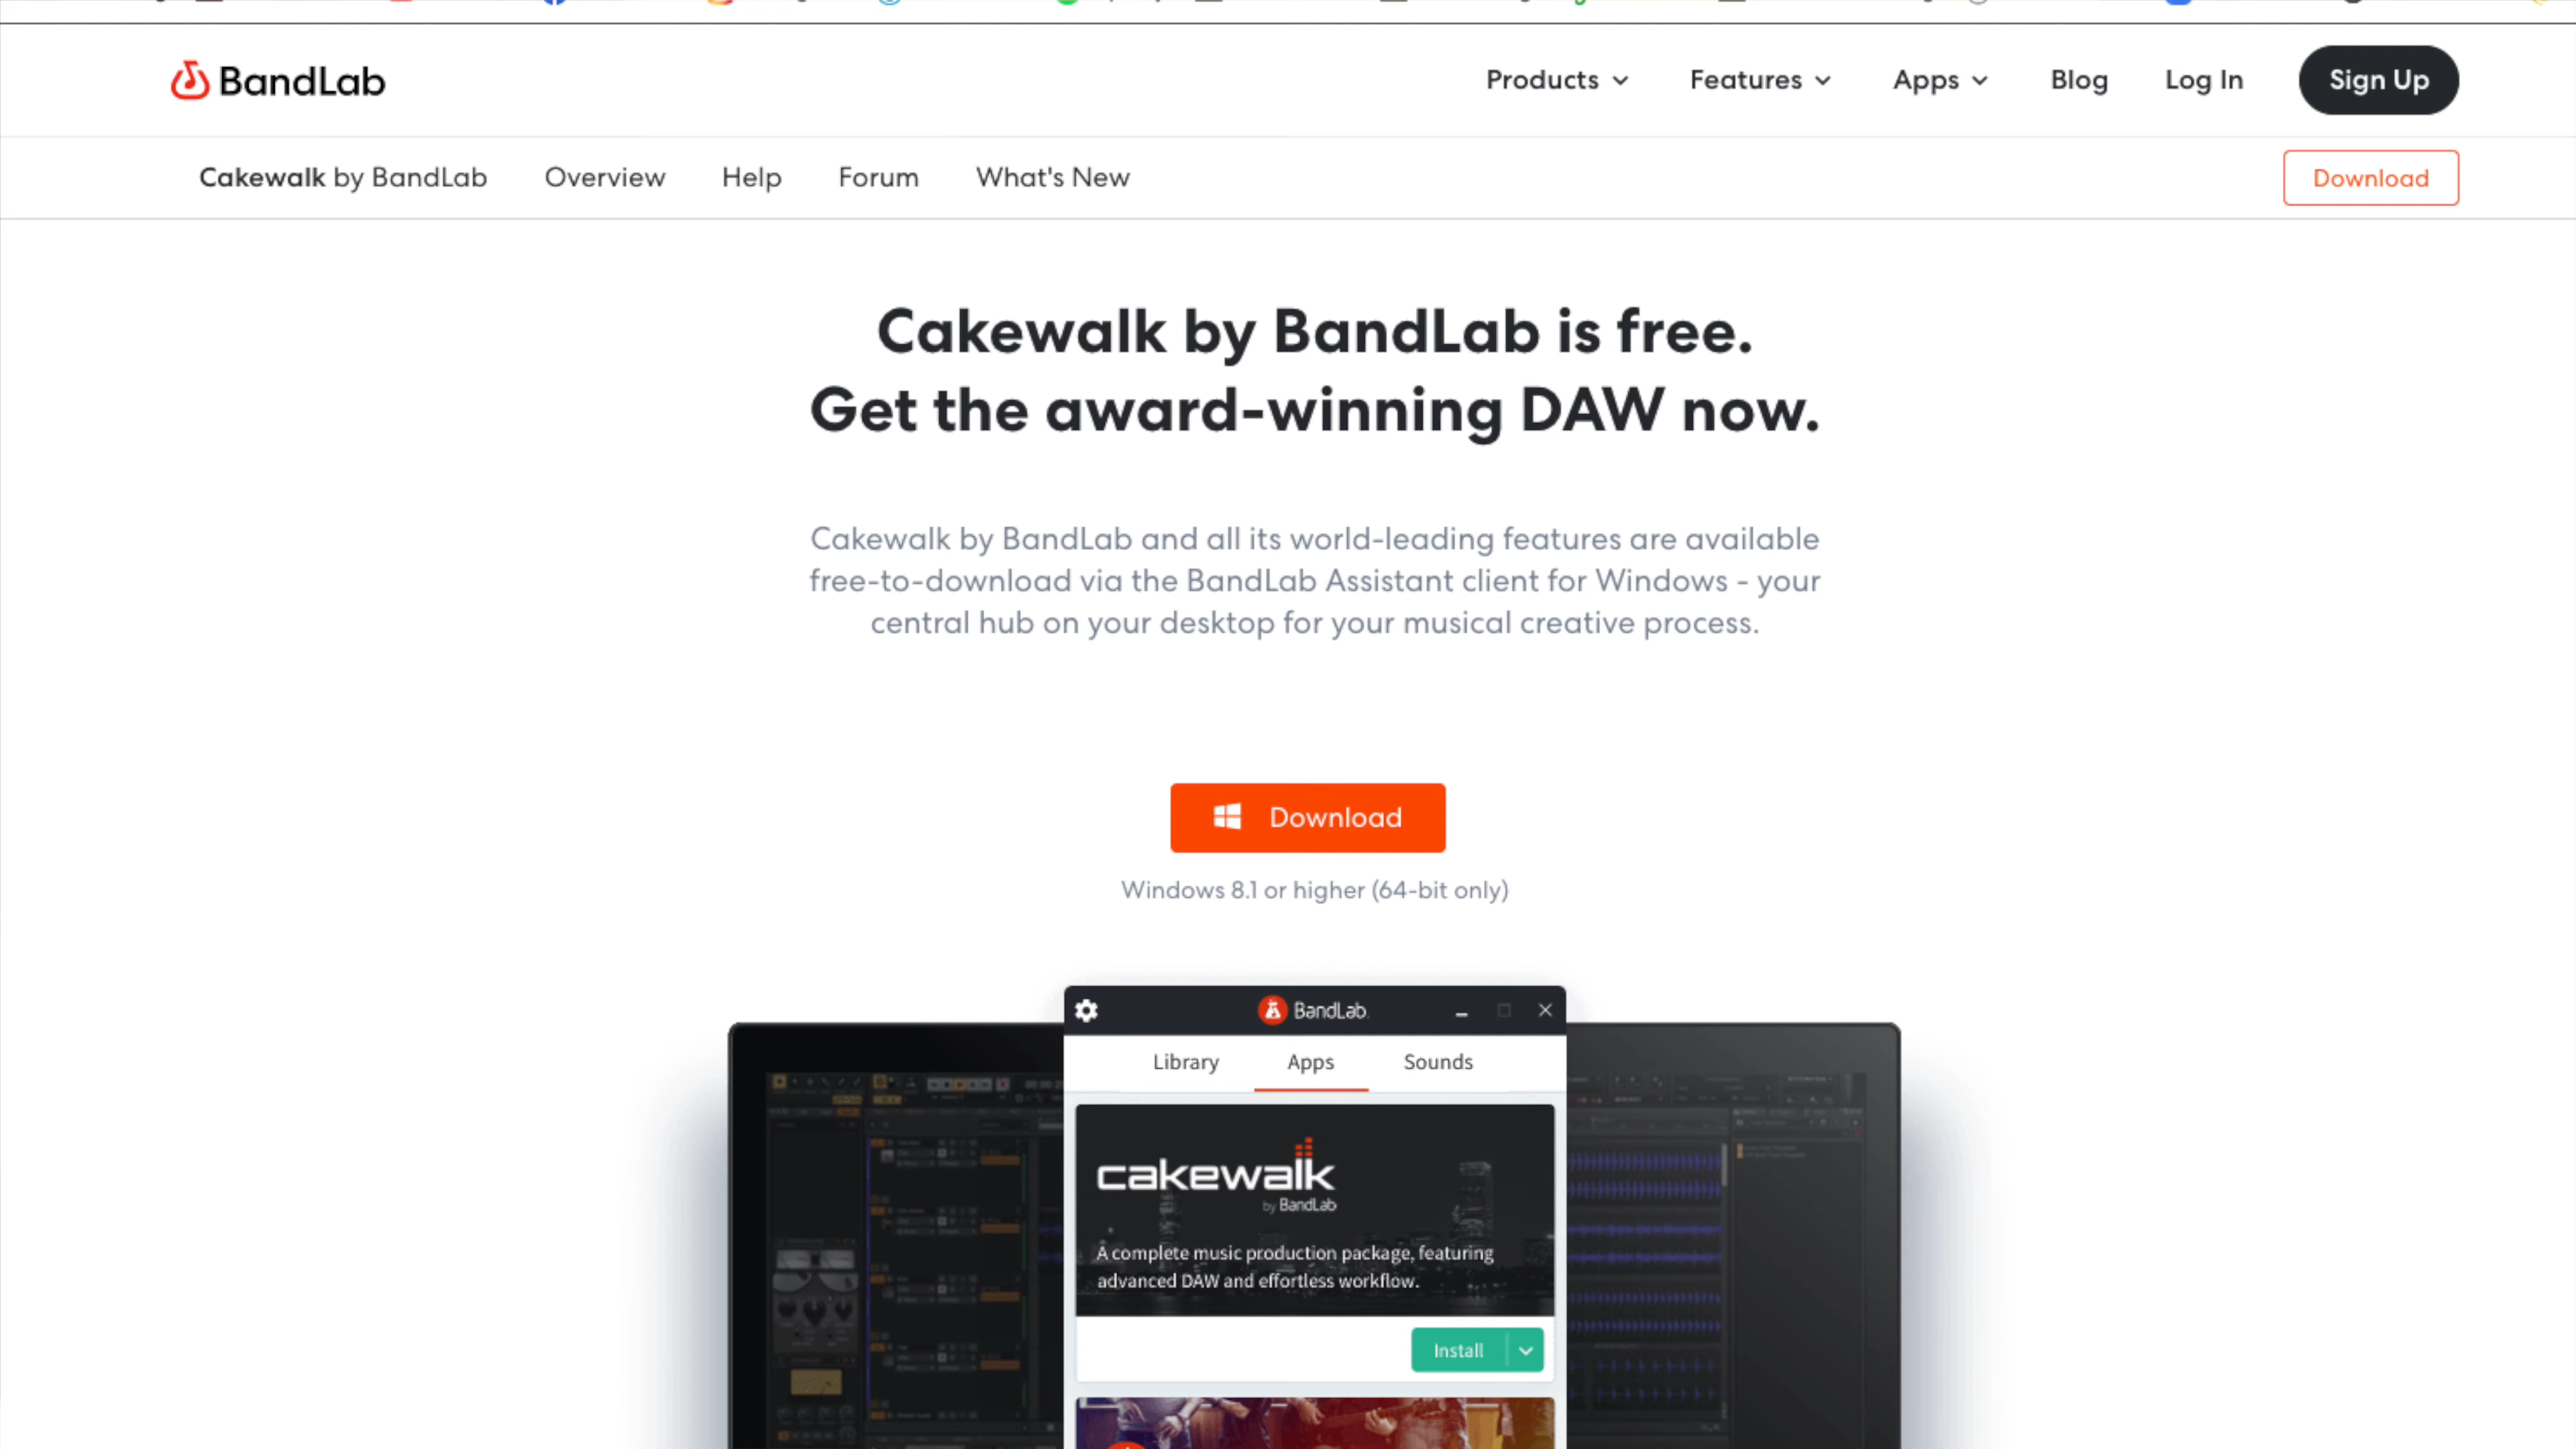 BandLab
Products
Features
Apps
Blog
Log In
Sign Up
Cakewalk by BandLab
Overview
Help
Forum
What's New
Download
Cakewalk by BandLab is free.
Get the award-winning DAW now.
Cakewalk by BandLab and all its world-leading features are available
free-to-download via the BandLab Assistant client for Windows - your
central hub on your desktop for your musical creative process.
Download
Windows 8.1 or higher (64-bit only)
BandLab
Library
Apps
Sounds
cakewalk
by BandLab
A complete music production package, featuring
advanced DAW and effortless workflow.
Install